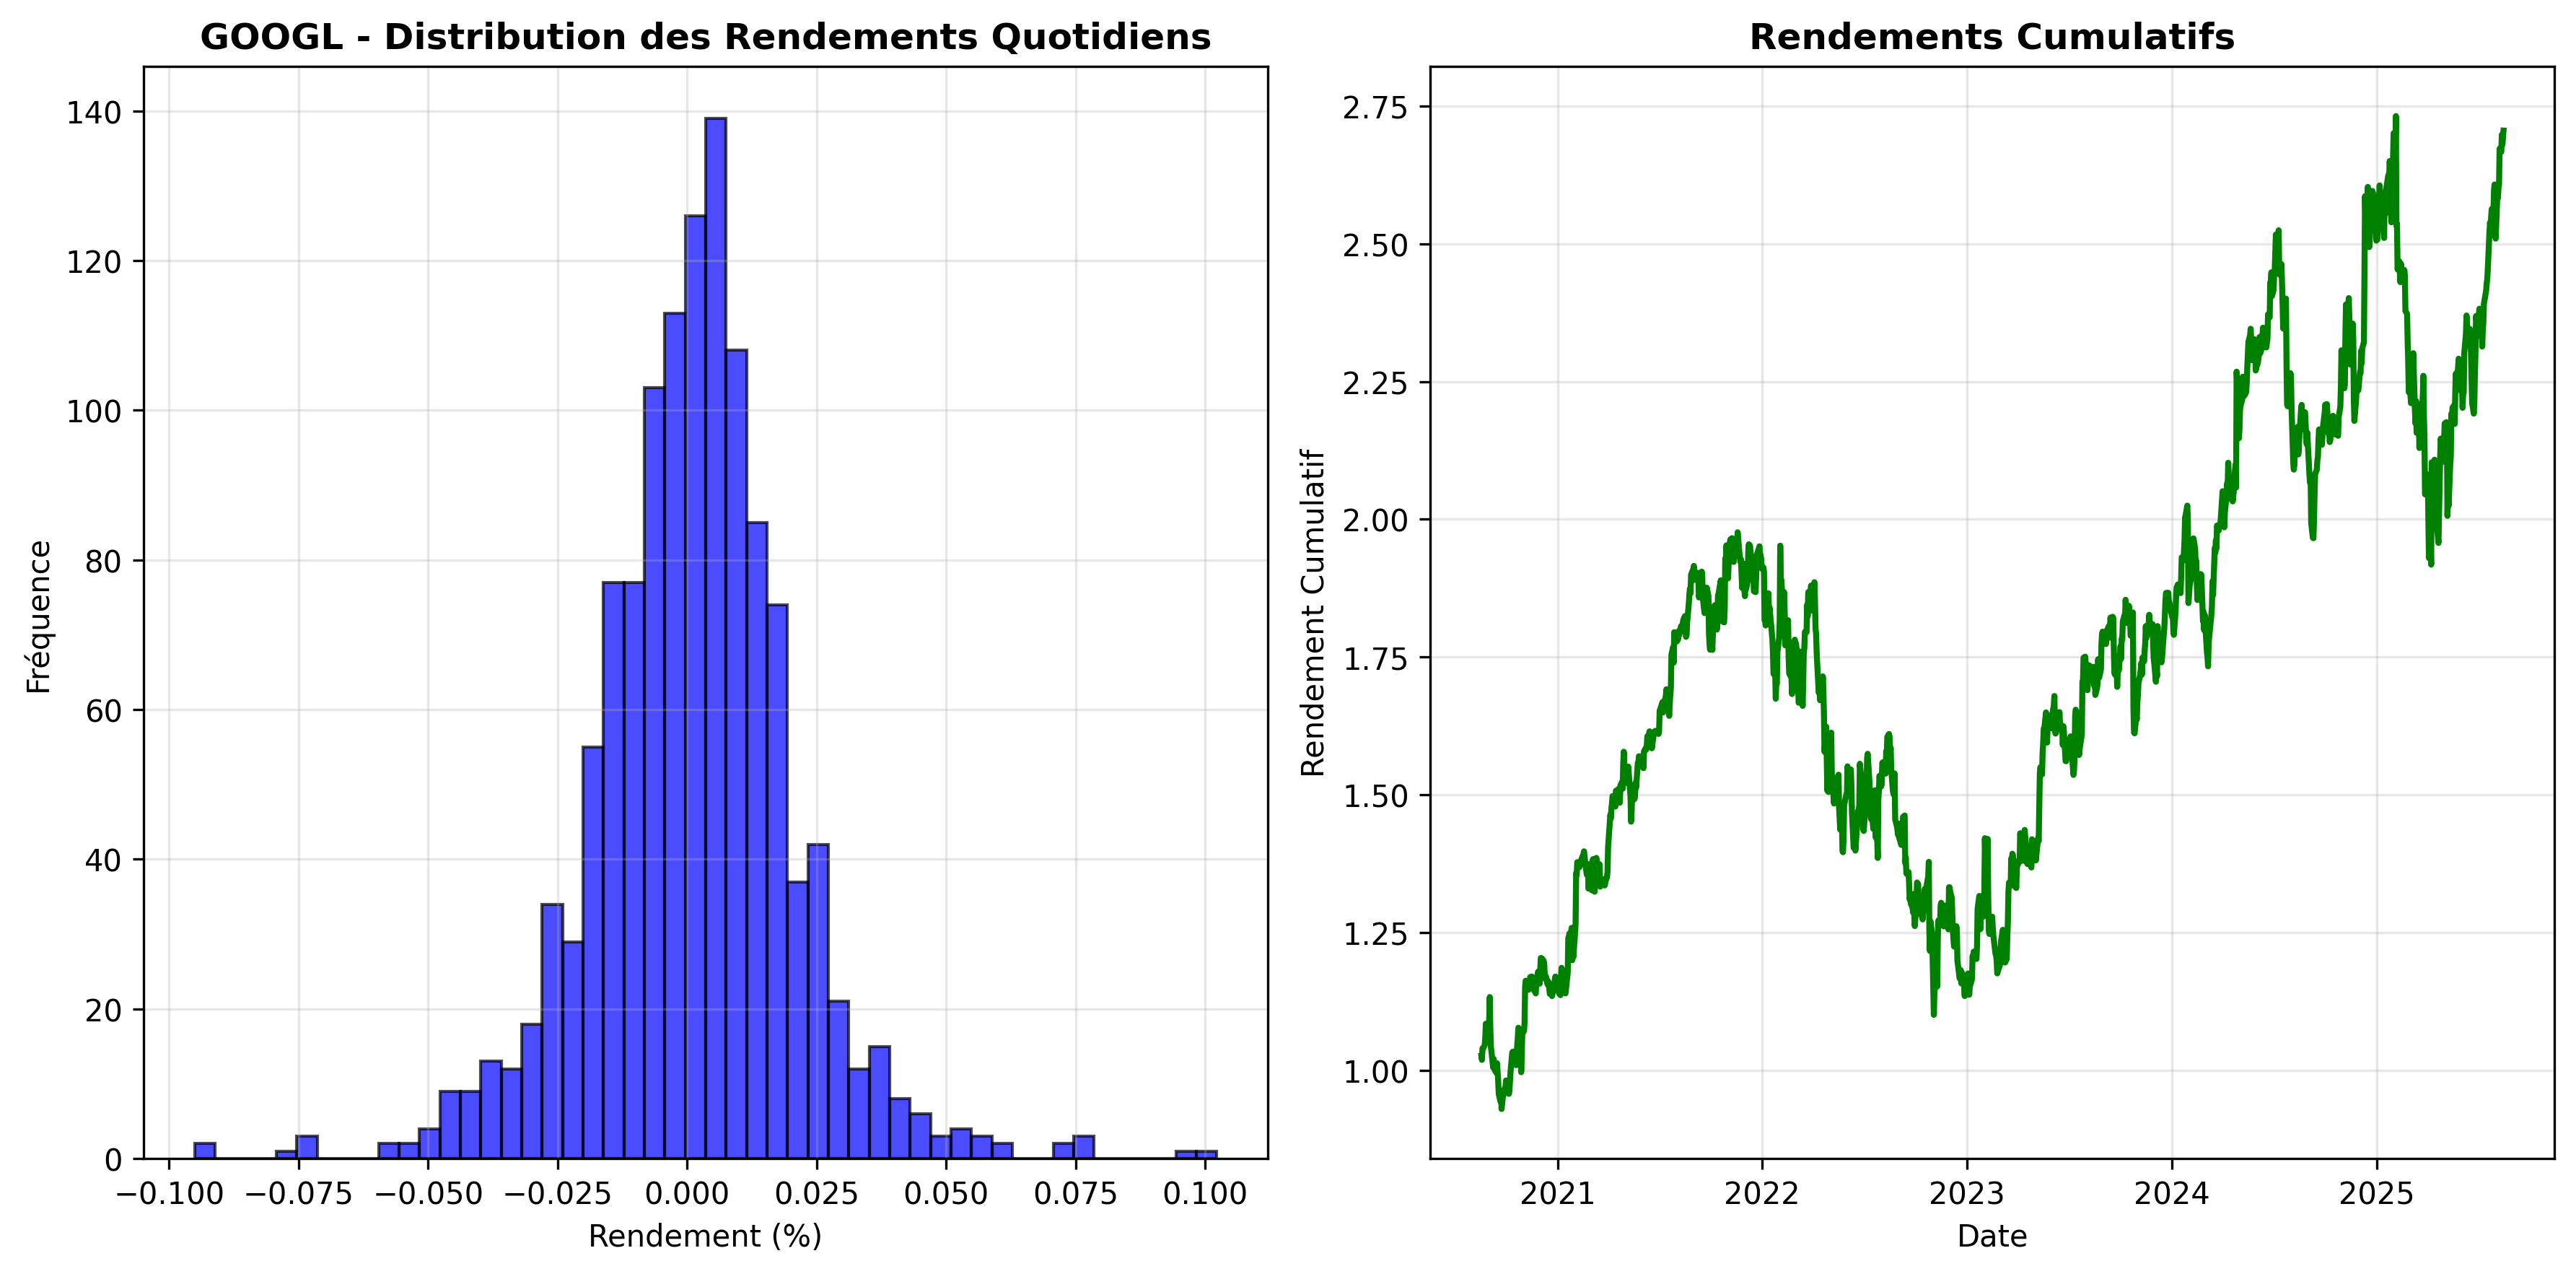 GOOGL - Distribution des Rendements Quotidiens
140
120
100
80
60
40
20
0
Fréquence
−0.100 −0.075 −0.050 −0.025 0.000 0.025 0.050 0.075 0.100
Rendement (%)
Rendements Cumulatifs
2.75
2.50
2.25
2.00
1.75
1.50
1.25
1.00
Rendement Cumulatif
2021 2022 2023 2024 2025
Date